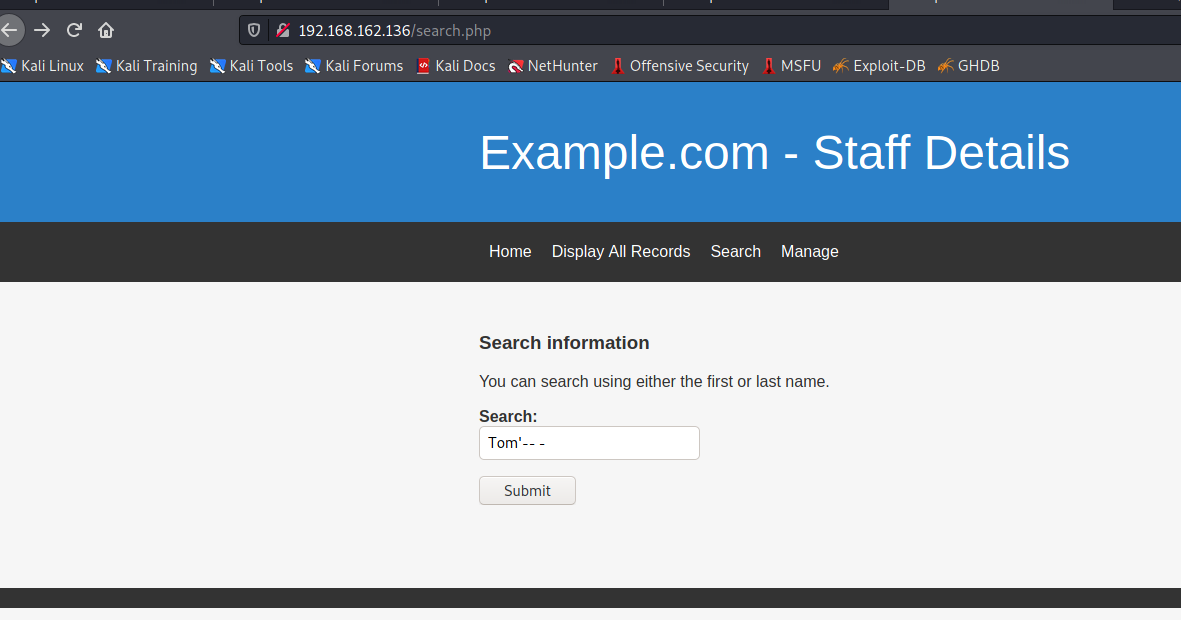 192.168.162.136/search.php
Kali Linux Kali Training Kali Tools Kali Forums Kali Docs NetHunter Offensive Security MSFU Exploit-DB GHDB
Example.com - Staff Details
Home Display All Records Search Manage
Search information
You can search using either the first or last name.
Search:
Tom'-- -
Submit